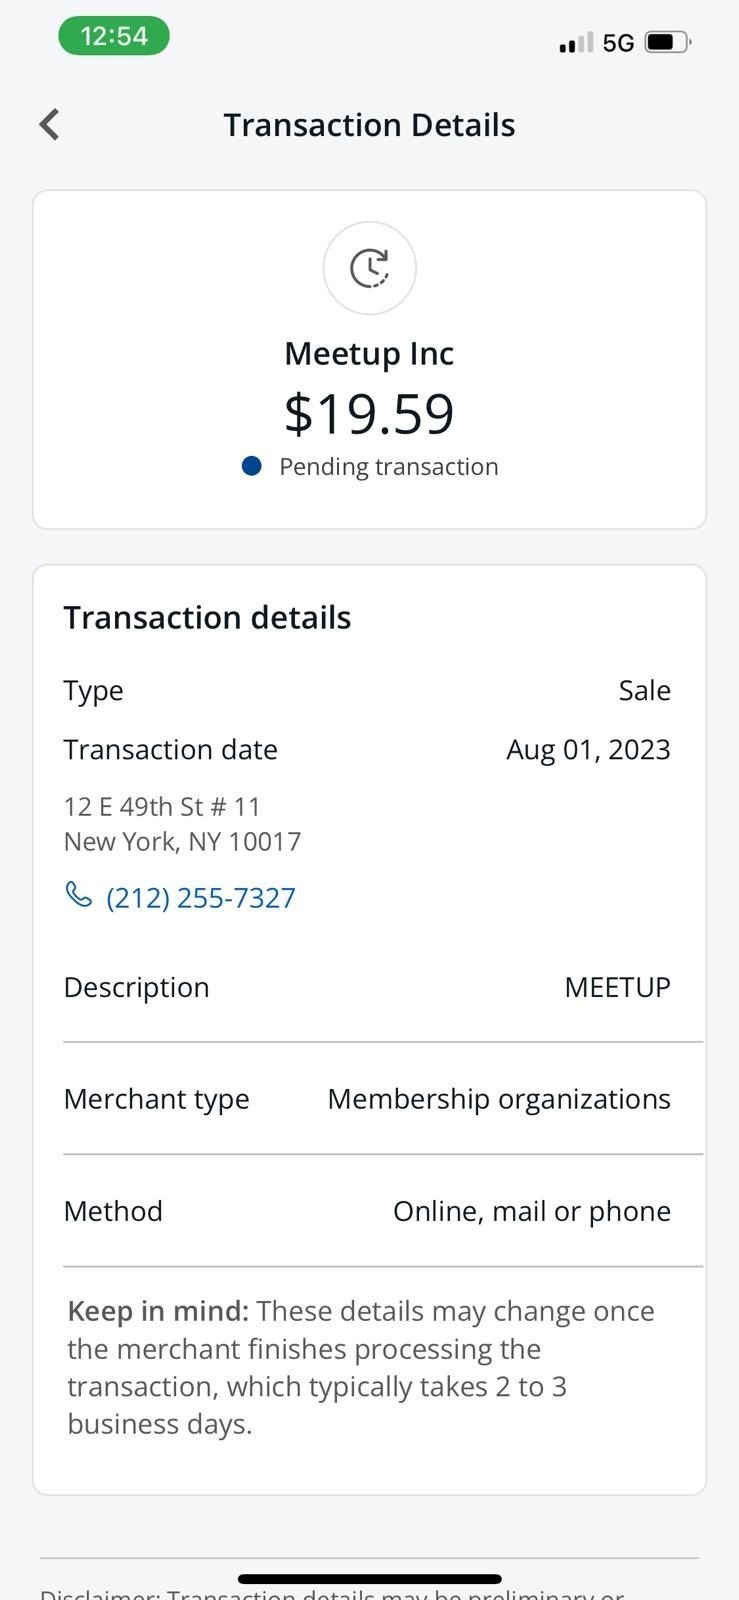 12:54
5G
Transaction Details
Meetup Inc
$19.59
Pending transaction
Transaction details
Type Sale
Transaction date Aug 01, 2023
12 E 49th St # 11
New York, NY 10017
(212) 255-7327
Description MEETUP
Merchant type Membership organizations
Method Online, mail or phone
Keep in mind: These details may change once
the merchant finishes processing the
transaction, which typically takes 2 to 3
business days.
Disclaimer: Transaction details may be preliminary or